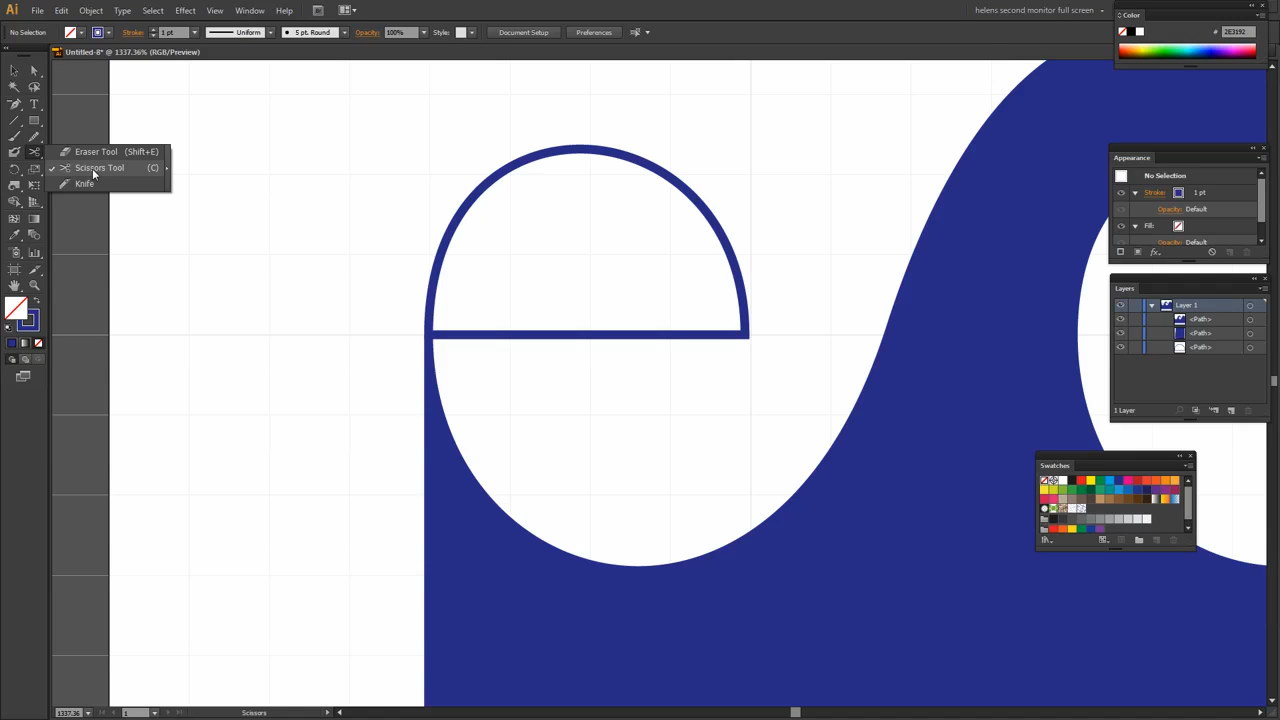 Ai File Edit Object Type Select Effect View Window Help Br helens second monitor full screen
No Selection Stroke: 1 pt Uniform 5 pt. Round Opacity: 100% Style: Document Setup Preferences
Color
# 2E3192
Untitled-8* @ 1337.36% (RGB/Preview)
Eraser Tool (Shift+E)
Scissors Tool (C)
Knife
Appearance
No Selection
Stroke: 1 pt
Opacity: Default
Fill:
Opacity: Default
fx
Layers
Layer 1
<Path>
<Path>
<Path>
1 Layer
Swatches
1337.36 1 Scissors